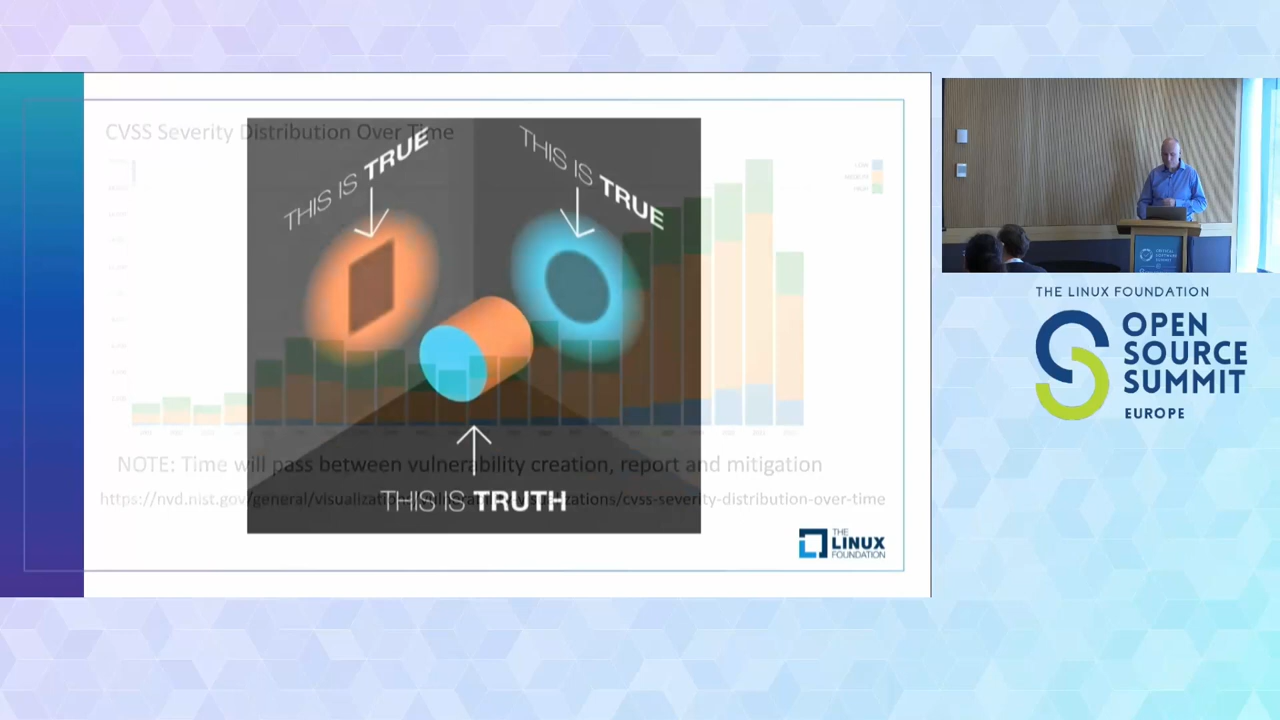 CVSS Severity Distribution Over Time
THIS IS TRUE
THIS IS TRUE
NOTE: Time will pass between vulnerability creation, report and mitigation
https://nvd.nist.gov/general/visualizations/vulnerability-visualizations/cvss-severity-distribution-over-time
THIS IS TRUTH
THE
LINUX
FOUNDATION
THE LINUX FOUNDATION
OPEN
SOURCE
SUMMIT
EUROPE